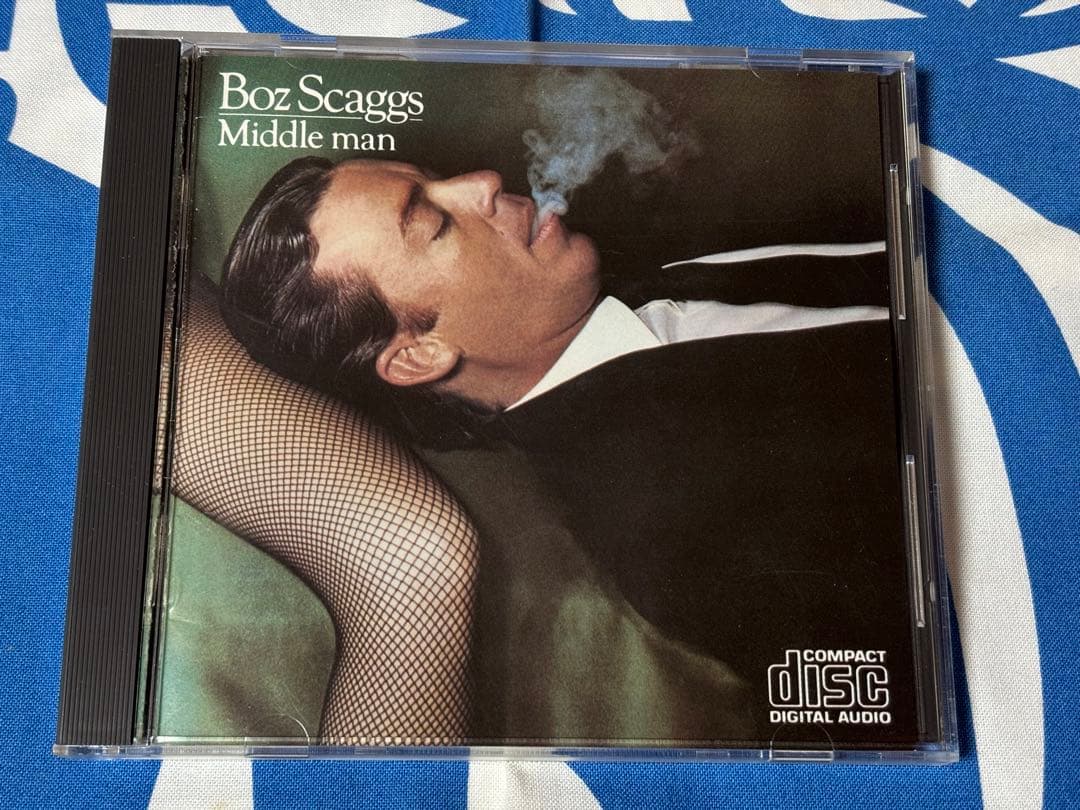 Boz Scaggs
Middle man
COMPACT
disc
DIGITAL AUDIO